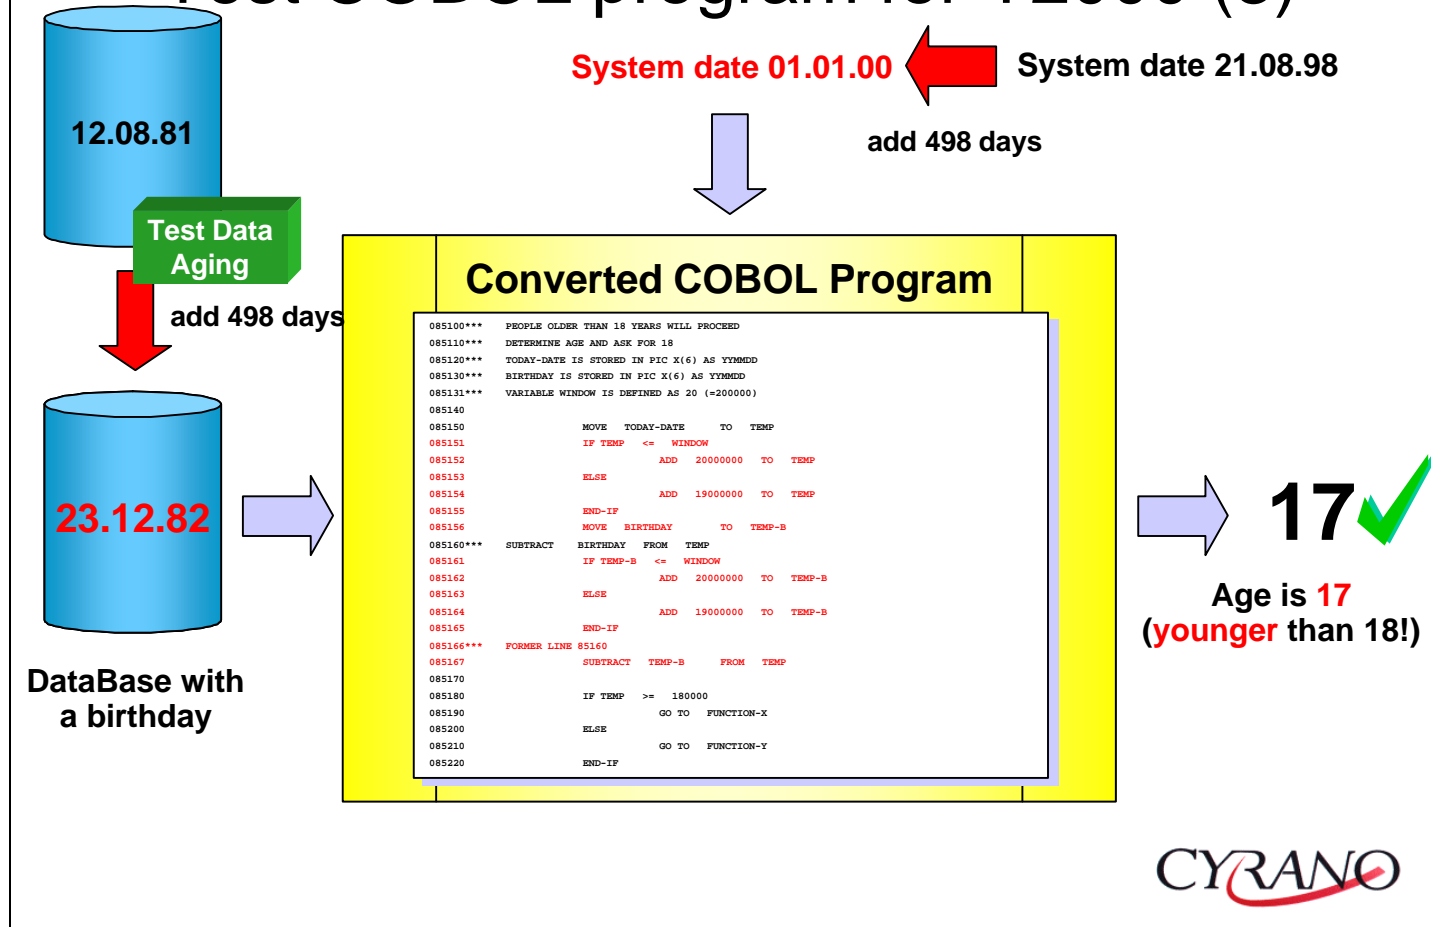 Test COBOL program for Y2000 (3)
System date 01.01.00
System date 21.08.98
12.08.81
add 498 days
Test Data
Aging
add 498 days
Converted COBOL Program
085100*** PEOPLE OLDER THAN 18 YEARS WILL PROCEED
085110*** DETERMINE AGE AND ASK FOR 18
085120*** TODAY-DATE IS STORED IN PIC X(6) AS YYMMDD
085130*** BIRTHDAY IS STORED IN PIC X(6) AS YYMMDD
085131*** VARIABLE WINDOW IS DEFINED AS 20 (=200000)
085140
085150 MOVE TODAY-DATE TO TEMP
085151 IF TEMP <= WINDOW
085152 ADD 20000000 TO TEMP
085153 ELSE
085154 ADD 19000000 TO TEMP
085155 END-IF
085156 MOVE BIRTHDAY TO TEMP-B
085160*** SUBTRACT BIRTHDAY FROM TEMP
085161 IF TEMP-B <= WINDOW
085162 ADD 20000000 TO TEMP-B
085163 ELSE
085164 ADD 19000000 TO TEMP-B
085165 END-IF
085166*** FORMER LINE 85160
085167 SUBTRACT TEMP-B FROM TEMP
085170
085180 IF TEMP >= 180000
085190 GO TO FUNCTION-X
085200 ELSE
085210 GO TO FUNCTION-Y
085220 END-IF
23.12.82
17
Age is 17
(younger than 18!)
DataBase with
a birthday
CYRANO